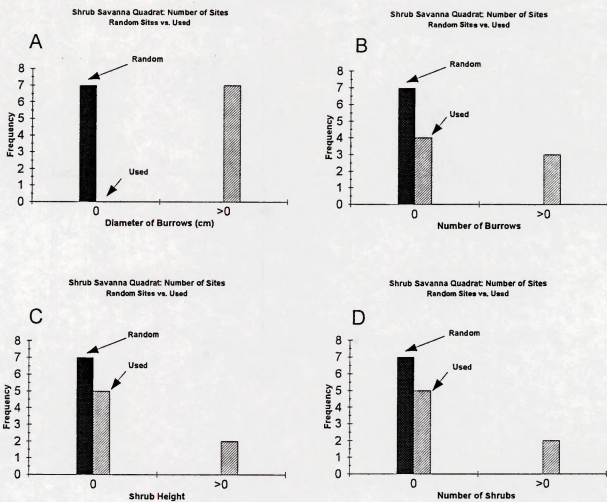 Shrub Savanna Quadrat: Number of Sites
Random Sites vs. Used
A
Random
Used
Frequency
8
7
6
5
4
3
2
1
0
0 >0
Diameter of Burrows (cm)
Shrub Savanna Quadrat: Number of Sites
Random Sites vs. Used
B
Random
Used
Frequency
8
7
6
5
4
3
2
1
0
0 >0
Number of Burrows
Shrub Savanna Quadrat: Number of Sites
Random Sites vs. Used
C
Random
Used
Frequency
8
7
6
5
4
3
2
1
0
0 >0
Shrub Height
Shrub Savanna Quadrat: Number of Sites
Random Sites vs. Used
D
Random
Used
Frequency
8
7
6
5
4
3
2
1
0
0 >0
Number of Shrubs